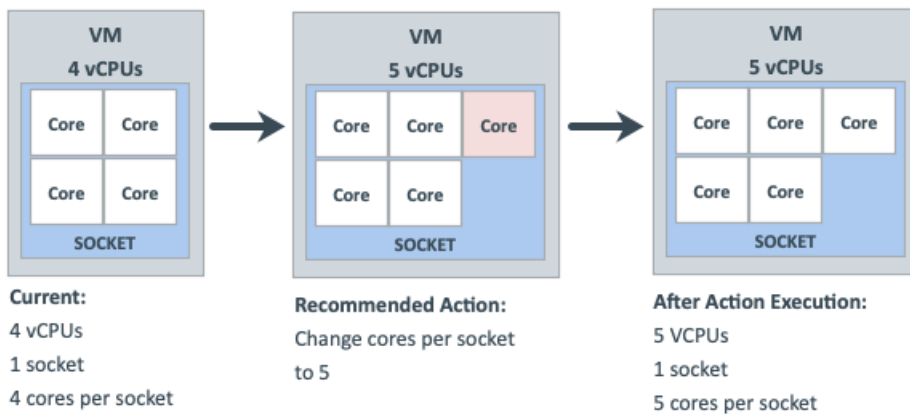 VM
4 vCPUs
Core Core
Core Core
SOCKET
Current:
4 vCPUs
1 socket
4 cores per socket
VM
5 vCPUs
Core Core Core
Core Core
SOCKET
Recommended Action:
Change cores per socket
to 5
VM
5 vCPUs
Core Core Core
Core Core
SOCKET
After Action Execution:
5 VCPUs
1 socket
5 cores per socket